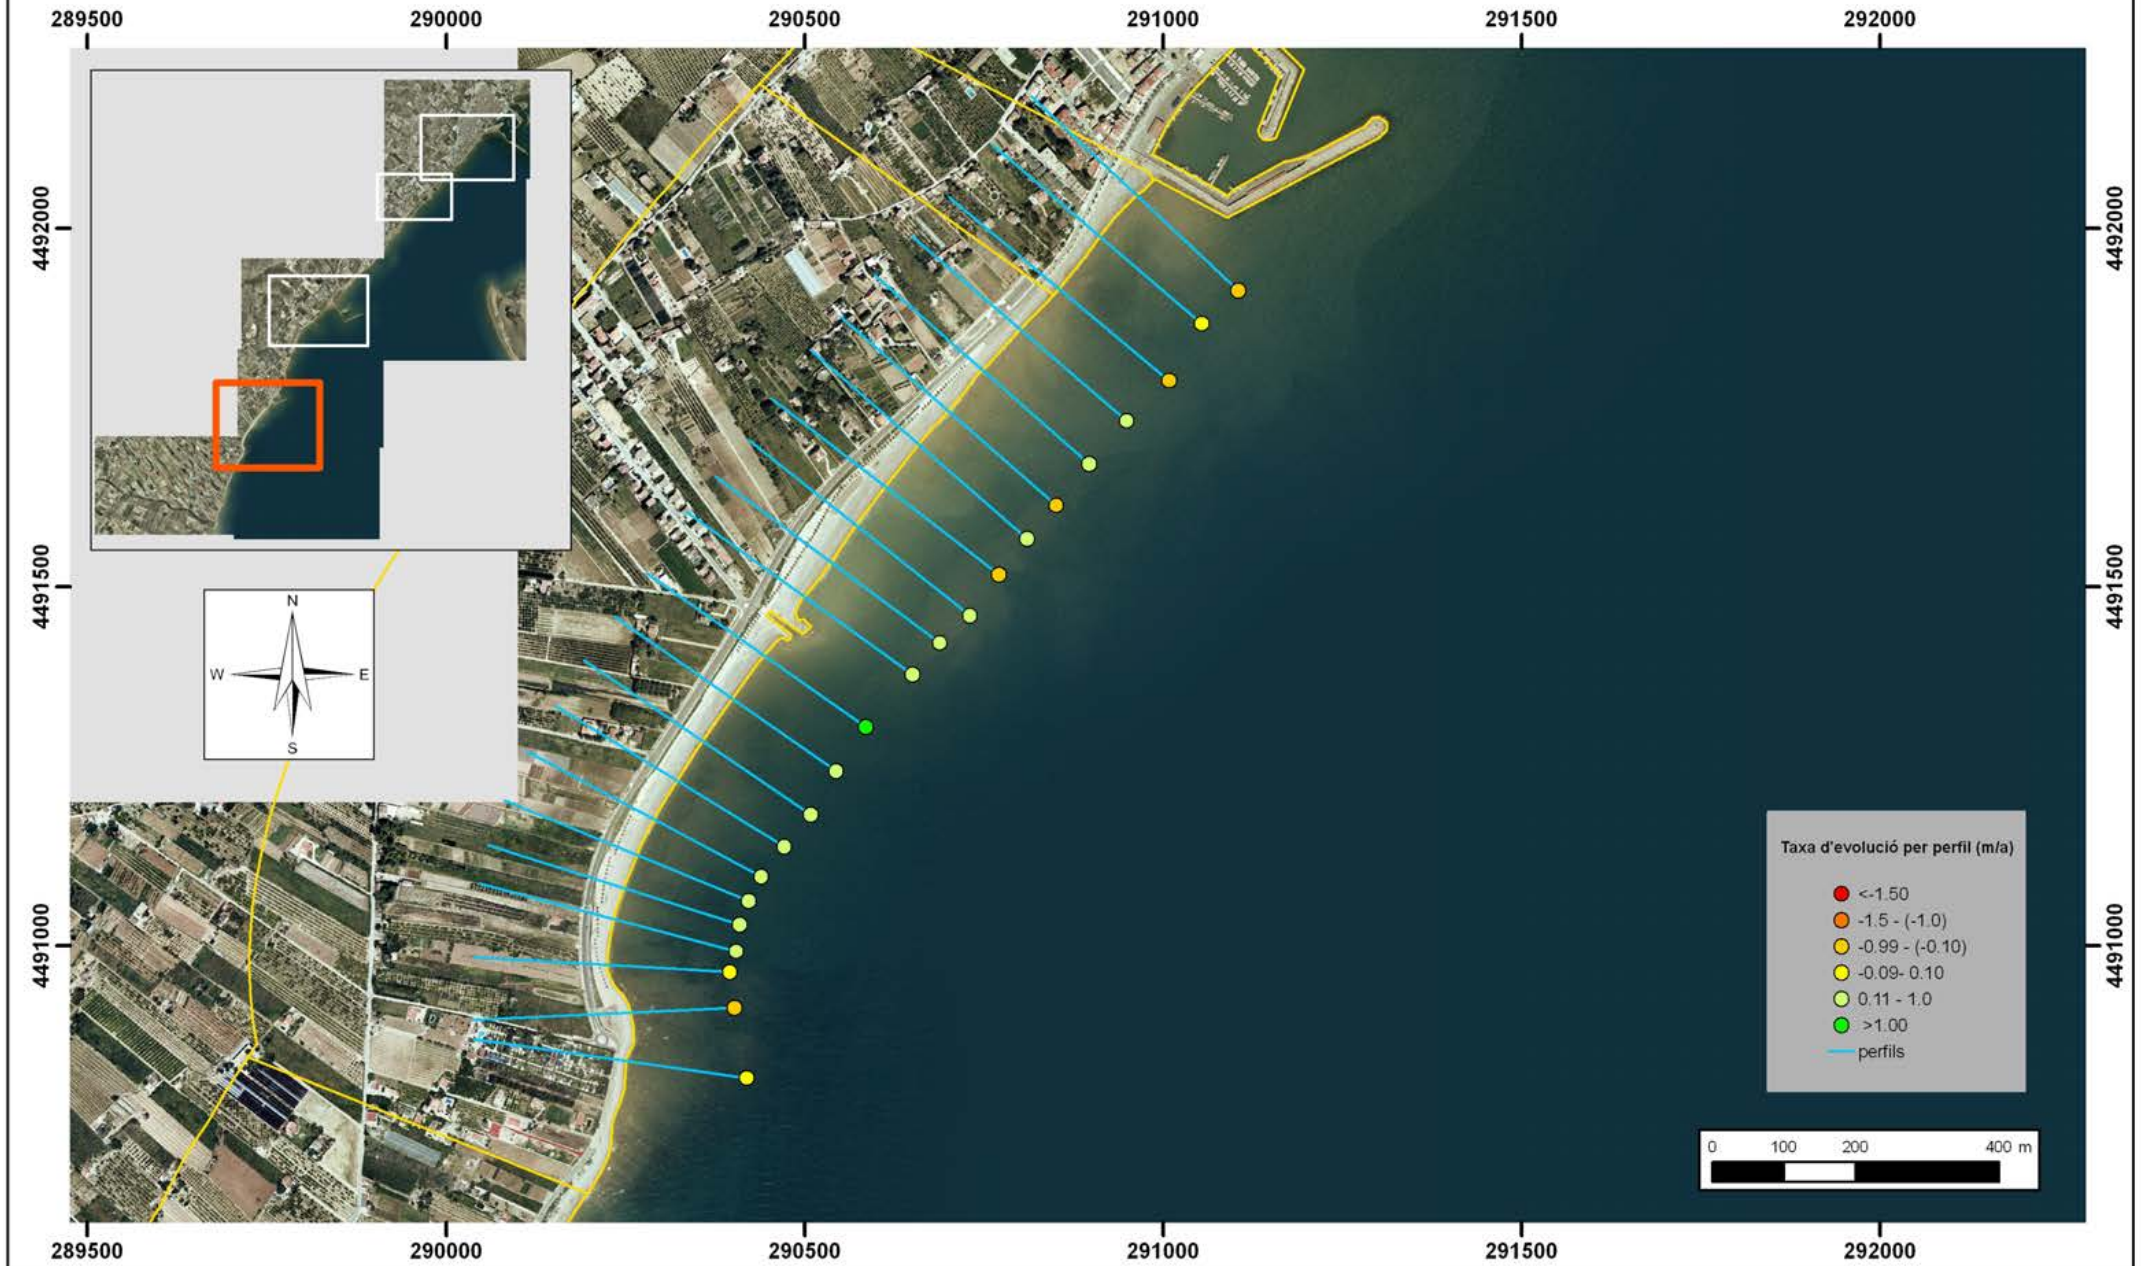 289500 290000 290500 291000 291500 292000
4492000 4492000
4491500 4491500
N
W E
S
Taxa d'evolució per perfil (m/a)
<-1.50
-1.5 - (-1.0)
-0.99 - (-0.10)
-0.09- 0.10
0.11 - 1.0
>1.00
perfils
4491000 4491000
0 100 200 400 m
289500 290000 290500 291000 291500 292000